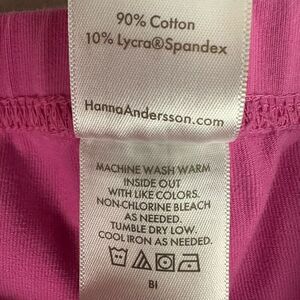 90% Cotton
10% Lycra®Spandex
HannaAndersson.com
MACHINE WASH WARM
INSIDE OUT
WITH LIKE COLORS.
NON-CHLORINE BLEACH
AS NEEDED.
TUMBLE DRY LOW.
COOL IRON AS NEEDED.
BI